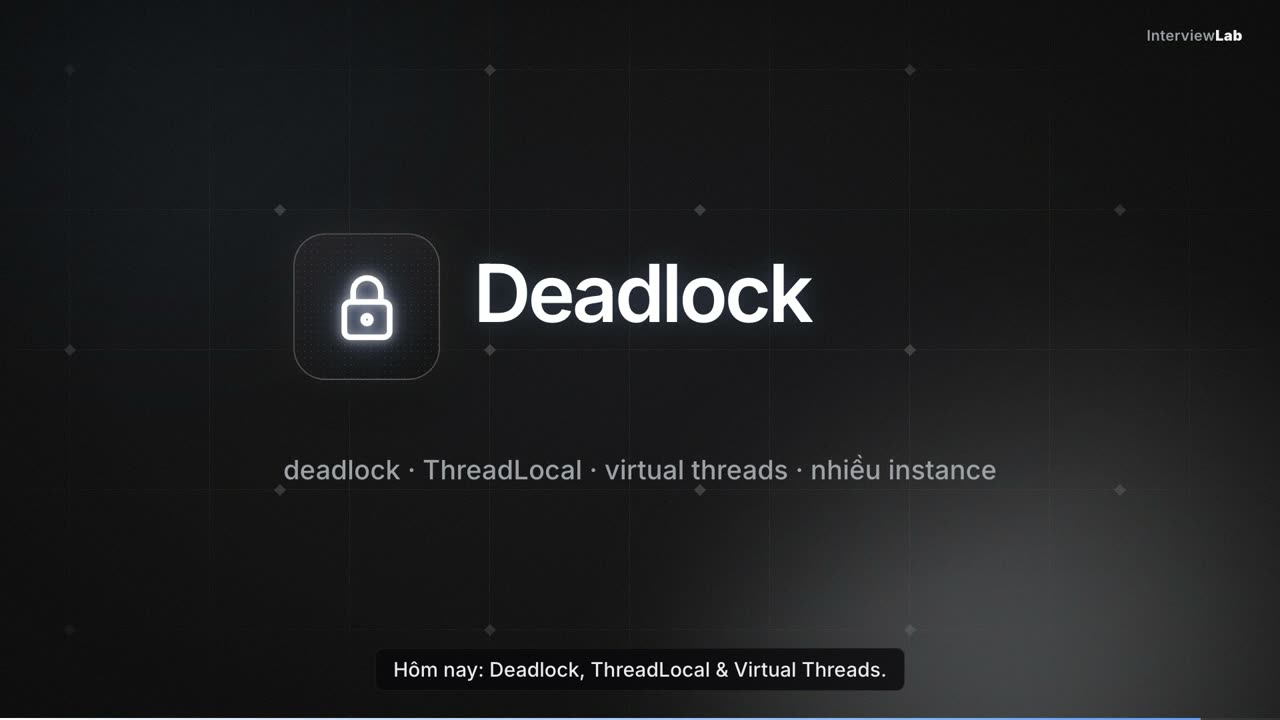 InterviewLab
Deadlock
deadlock · ThreadLocal · virtual threads · nhiều instance
Hôm nay: Deadlock, ThreadLocal & Virtual Threads.